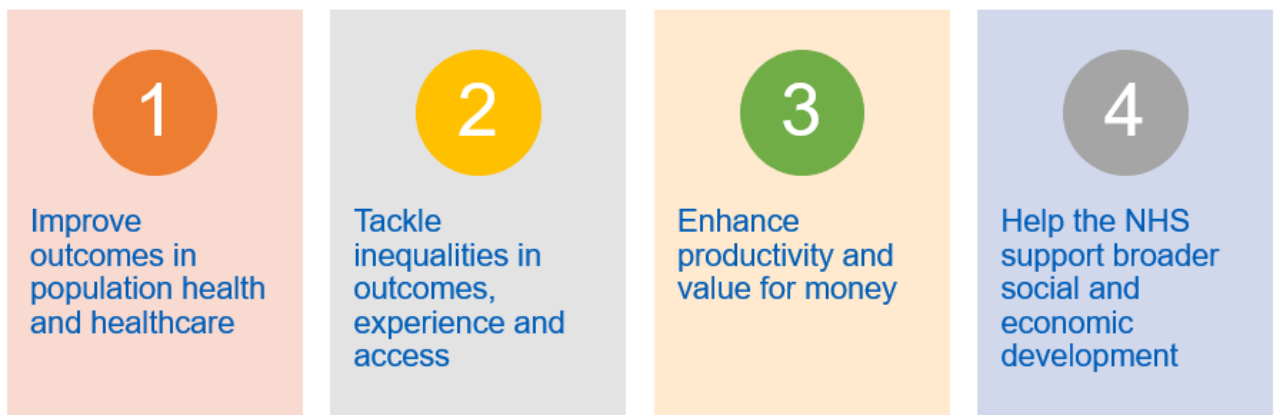 1
Improve
outcomes in
population health
and healthcare
2
Tackle
inequalities in
outcomes,
experience and
access
3
Enhance
productivity and
value for money
4
Help the NHS
support broader
social and
economic
development